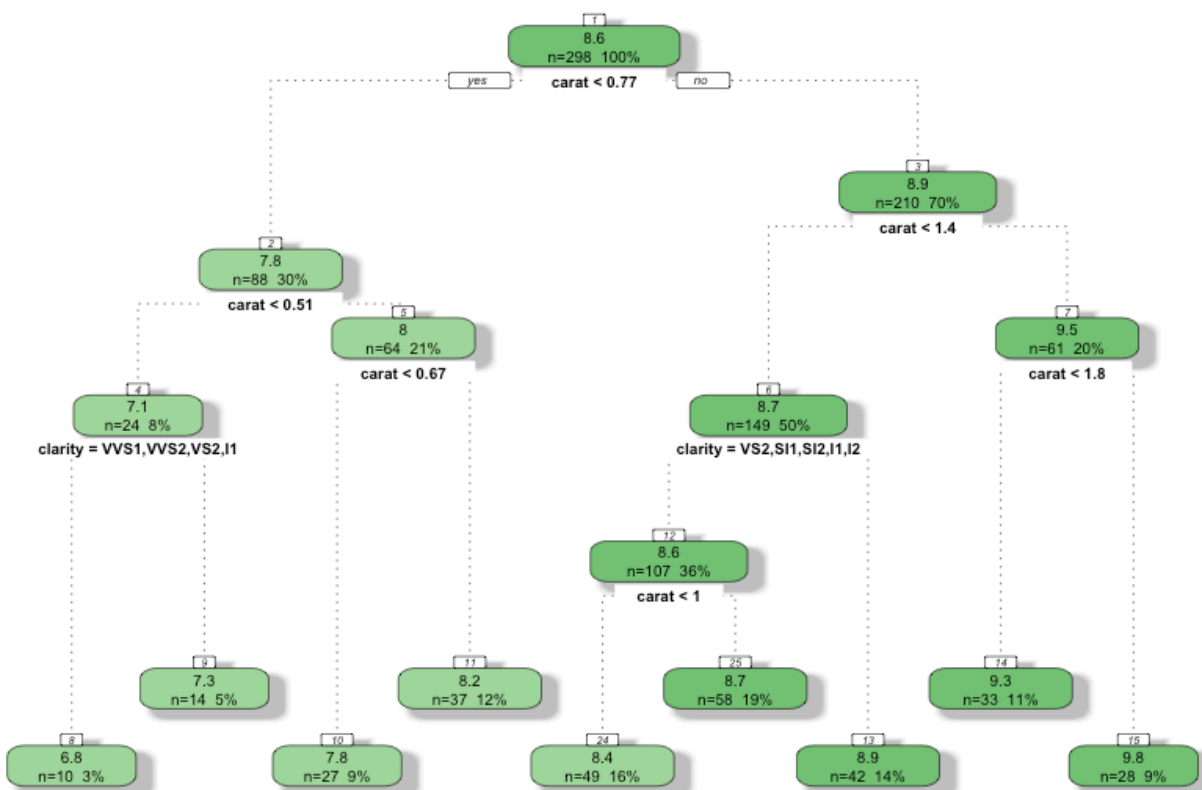 1
8.6
n=298 100%
yes
carat < 0.77
no
3
8.9
n=210 70%
carat < 1.4
2
7.8
n=88 30%
carat < 0.51
5
8
n=64 21%
carat < 0.67
7
9.5
n=61 20%
carat < 1.8
4
7.1
n=24 8%
clarity = VVS1,VVS2,VS2,I1
6
8.7
n=149 50%
clarity = VS2,SI1,SI2,I1,I2
12
8.6
n=107 36%
carat < 1
9
7.3
n=14 5%
11
8.2
n=37 12%
25
8.7
n=58 19%
14
9.3
n=33 11%
8
6.8
n=10 3%
10
7.8
n=27 9%
24
8.4
n=49 16%
13
8.9
n=42 14%
15
9.8
n=28 9%